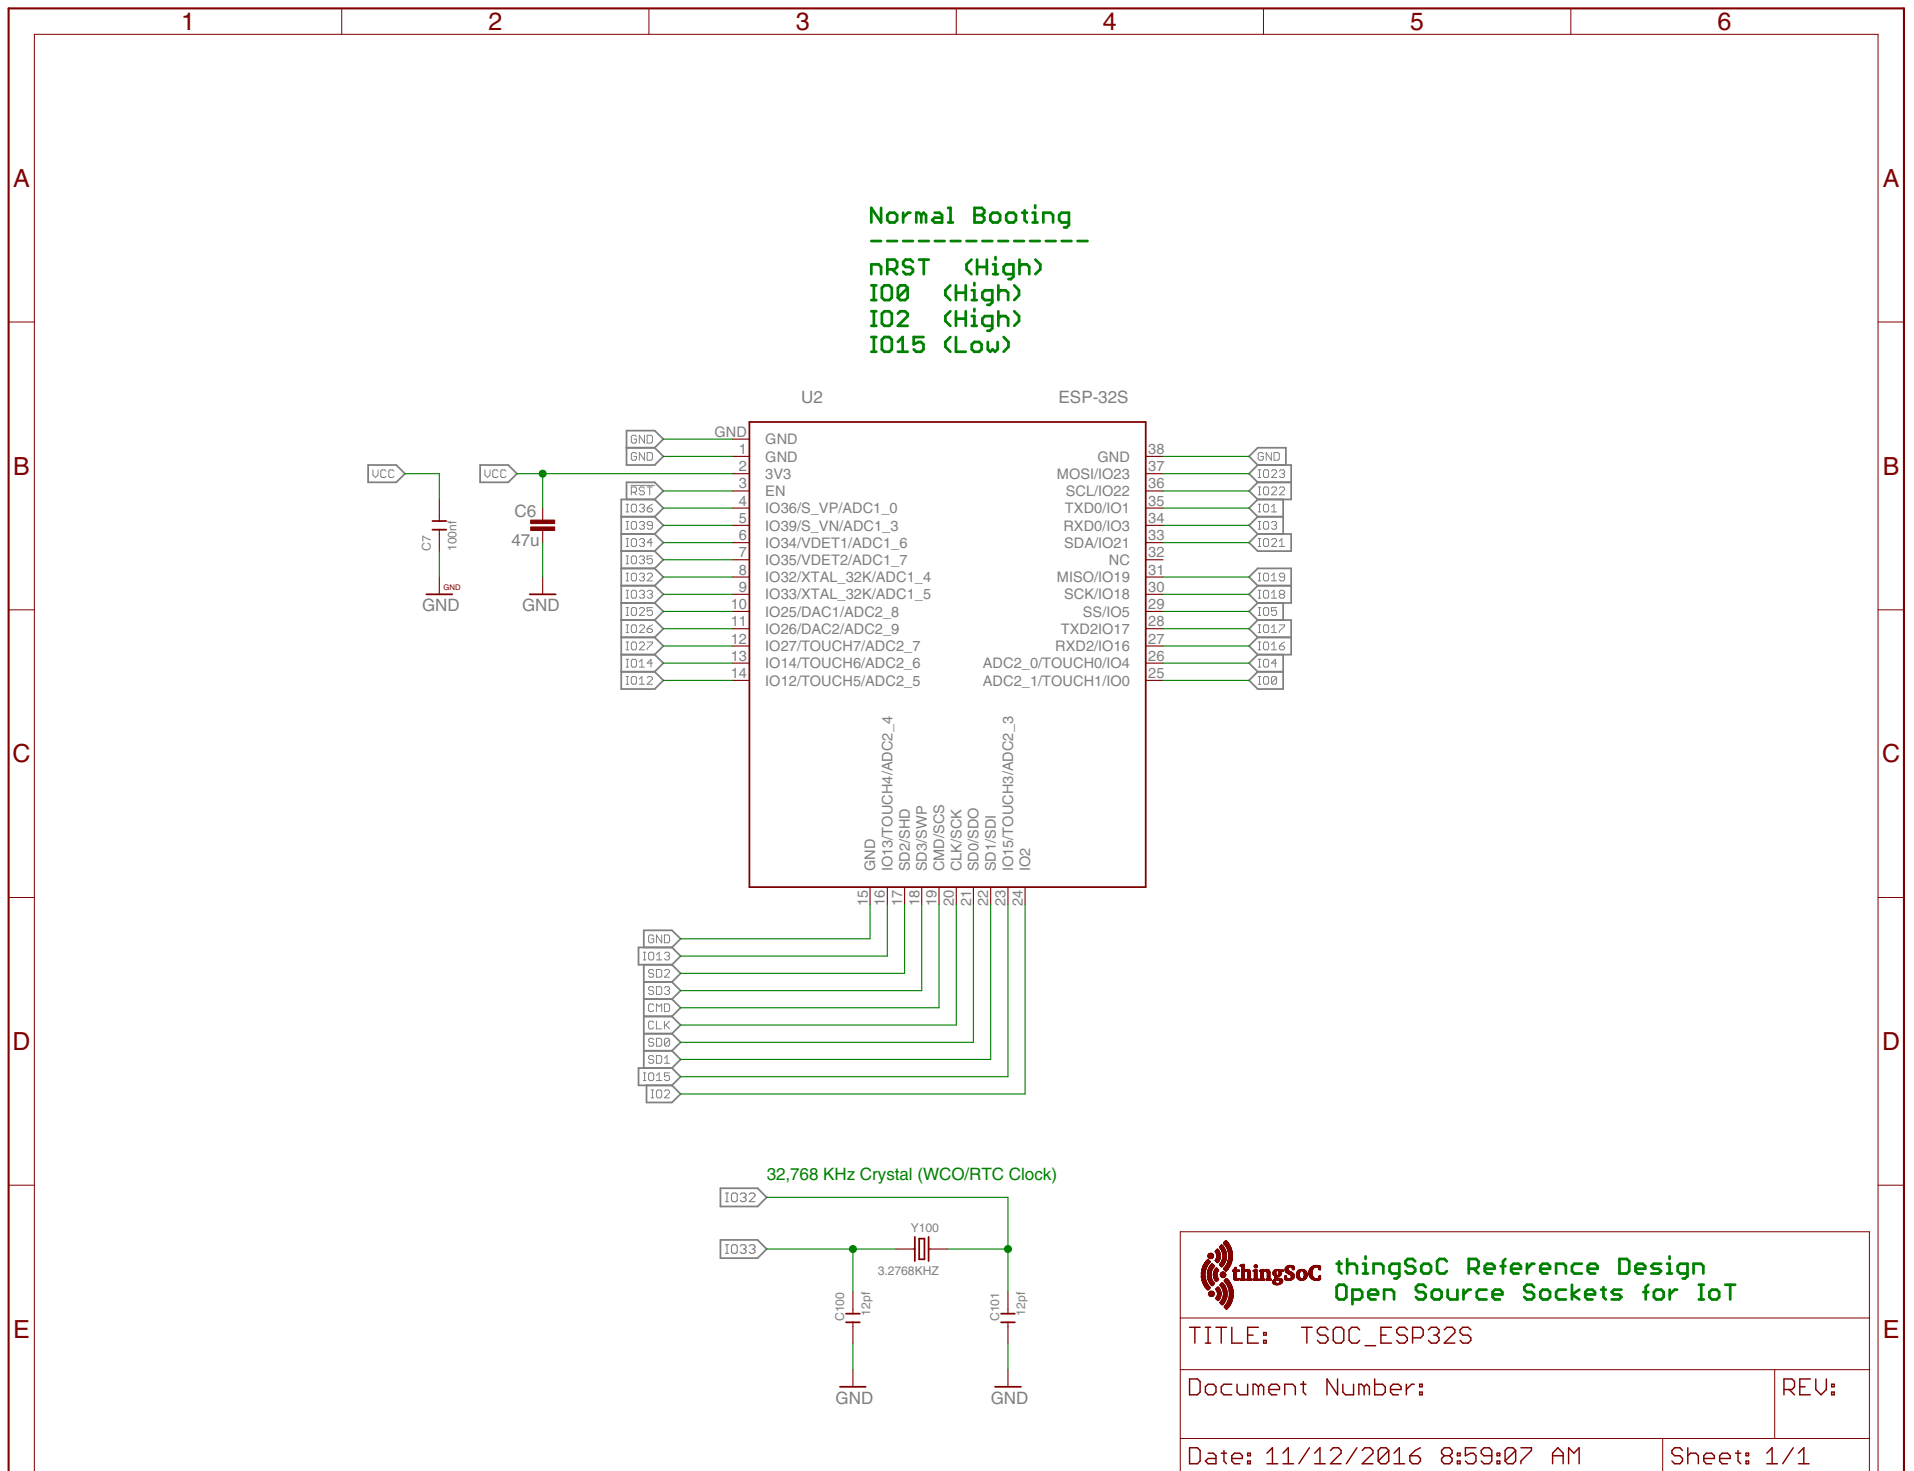 1 2 3 4 5 6
A A
Normal Booting
--------------
nRST (High)
IO0 (High)
IO2 (High)
IO15 (Low)
U2 ESP-32S
B B
GND GND GND
GND 1 GND GND 38 GND
VCC VCC 2 3V3 MOSI/IO23 37 IO23
RST 3 EN SCL/IO22 36 IO22
IO36 4 IO36/S_VP/ADC1_0 TXD0/IO1 35 IO1
IO39 5 IO39/S_VN/ADC1_3 RXD0/IO3 34 IO3
IO34 6 IO34/VDET1/ADC1_6 SDA/IO21 33 IO21
IO35 7 IO35/VDET2/ADC1_7 NC 32
IO32 8 IO32/XTAL_32K/ADC1_4 MISO/IO19 31 IO19
IO33 9 IO33/XTAL_32K/ADC1_5 SCK/IO18 30 IO18
IO25 10 IO25/DAC1/ADC2_8 SS/IO5 29 IO5
IO26 11 IO26/DAC2/ADC2_9 TXD2IO17 28 IO17
IO27 12 IO27/TOUCH7/ADC2_7 RXD2/IO16 27 IO16
IO14 13 IO14/TOUCH6/ADC2_6 ADC2_0/TOUCH0/IO4 26 IO4
IO12 14 IO12/TOUCH5/ADC2_5 ADC2_1/TOUCH1/IO0 25 IO0
C7
100nf
GND
GND
C6
47u
GND
C C
GND
IO13/TOUCH4/ADC2_4
SD2/SHD
SD3/SWP
CMD/SCS
CLK/SCK
SD0/SDO
SD1/SDI
IO15/TOUCH3/ADC2_3
IO2
15 16 17 18 19 20 21 22 23 24
GND
IO13
SD2
SD3
CMD
CLK
SD0
SD1
IO15
IO2
D D
32,768 KHz Crystal (WCO/RTC Clock)
IO32
IO33
Y100
3.2768KHZ
C100
12pf
C101
12pf
GND GND
E E
thingSoC
thingSoC Reference Design
Open Source Sockets for IoT
TITLE: TSOC_ESP32S
Document Number: REV:
Date: 11/12/2016 8:59:07 AM Sheet: 1/1